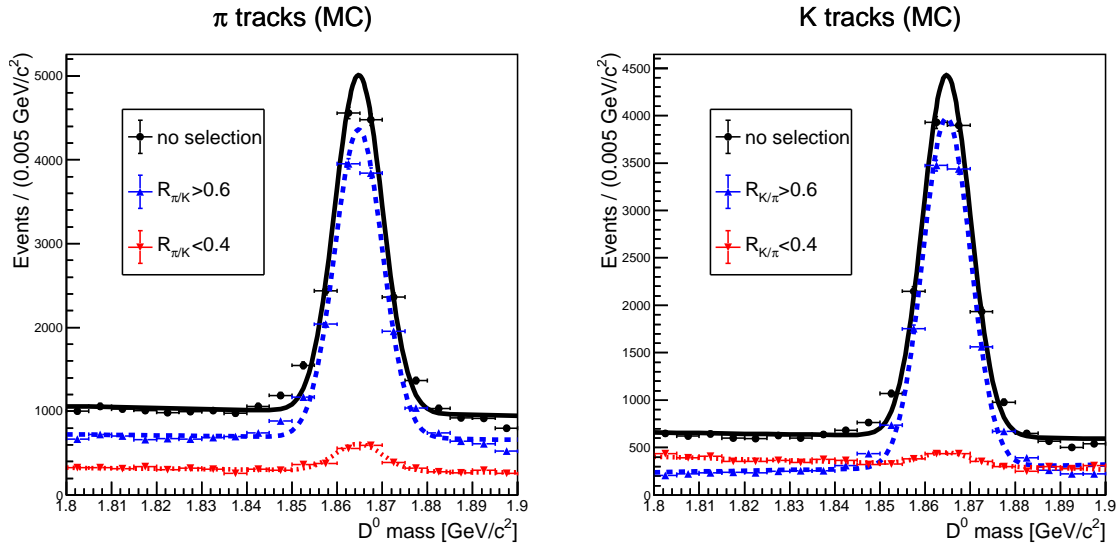 π tracks (MC)
Events / (0.005 GeV/c²)
5000
4000
3000
2000
1000
0
no selection
R_π/K>0.6
R_π/K<0.4
1.8 1.81 1.82 1.83 1.84 1.85 1.86 1.87 1.88 1.89 1.9
D⁰ mass [GeV/c²]
K tracks (MC)
Events / (0.005 GeV/c²)
4500
4000
3500
3000
2500
2000
1500
1000
500
0
no selection
R_K/π>0.6
R_K/π<0.4
1.8 1.81 1.82 1.83 1.84 1.85 1.86 1.87 1.88 1.89 1.9
D⁰ mass [GeV/c²]